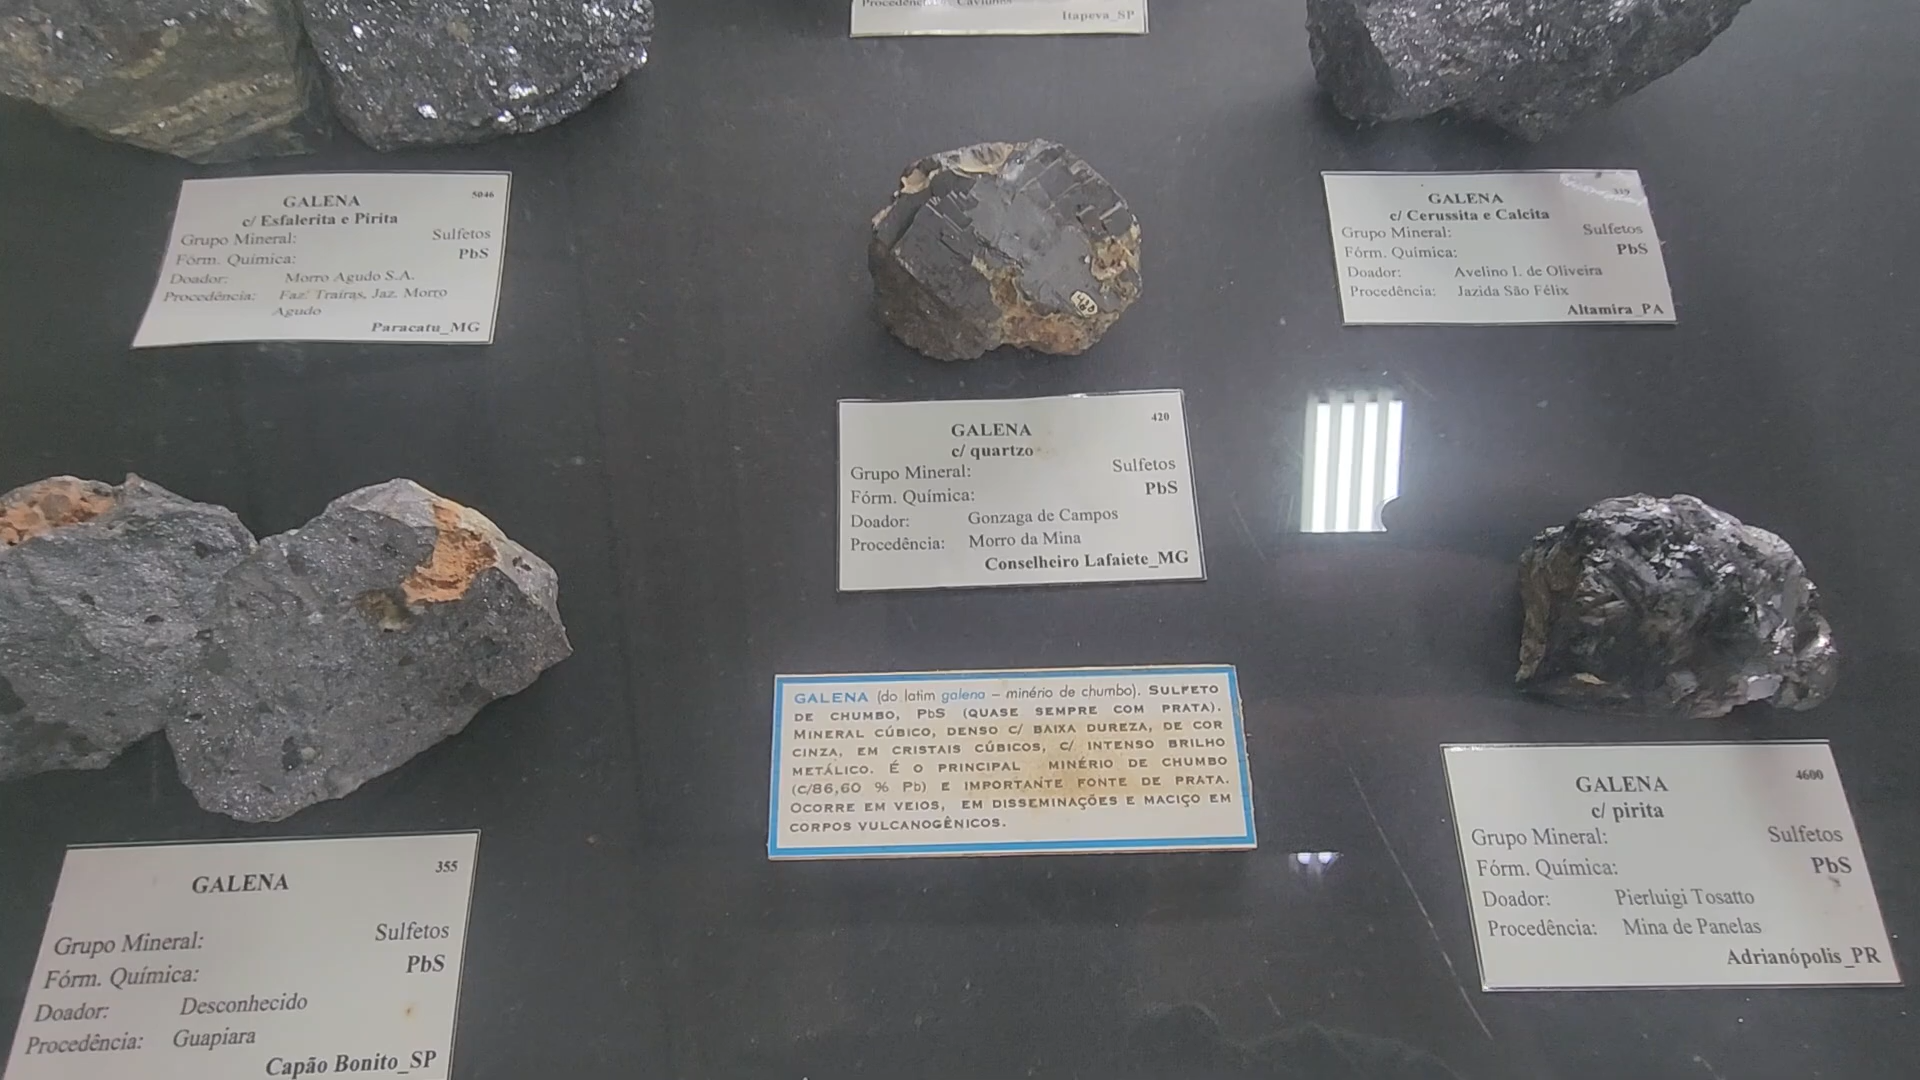 Itapeva_SP
GALENA 5046
c/ Esfalerita e Pirita
Grupo Mineral: Sulfetos
Fórm. Química: PbS
Doador: Morro Agudo S.A.
Procedência: Faz. Traíras, Jaz. Morro
Agudo
Paracatu_MG
GALENA
c/ Cerussita e Calcita
Grupo Mineral: Sulfetos
Fórm. Química: PbS
Doador: Avelino I. de Oliveira
Procedência: Jazida São Félix
Altamira_PA
GALENA 420
c/ quartzo
Grupo Mineral: Sulfetos
Fórm. Química: PbS
Doador: Gonzaga de Campos
Procedência: Morro da Mina
Conselheiro Lafaiete_MG
GALENA (do latim galena – minério de chumbo). SULFETO
DE CHUMBO, PbS (QUASE SEMPRE COM PRATA).
MINERAL CÚBICO, DENSO C/ BAIXA DUREZA, DE COR
CINZA, EM CRISTAIS CÚBICOS, C/ INTENSO BRILHO
METÁLICO. É O PRINCIPAL MINÉRIO DE CHUMBO
(C/86,60 % Pb) E IMPORTANTE FONTE DE PRATA.
OCORRE EM VEIOS, EM DISSEMINAÇÕES E MACIÇO EM
CORPOS VULCANOGÊNICOS.
GALENA 355
Grupo Mineral: Sulfetos
Fórm. Química: PbS
Doador: Desconhecido
Procedência: Guapiara
Capão Bonito_SP
GALENA 4600
c/ pirita
Grupo Mineral: Sulfetos
Fórm. Química: PbS
Doador: Pierluigi Tosatto
Procedência: Mina de Panelas
Adrianópolis_PR